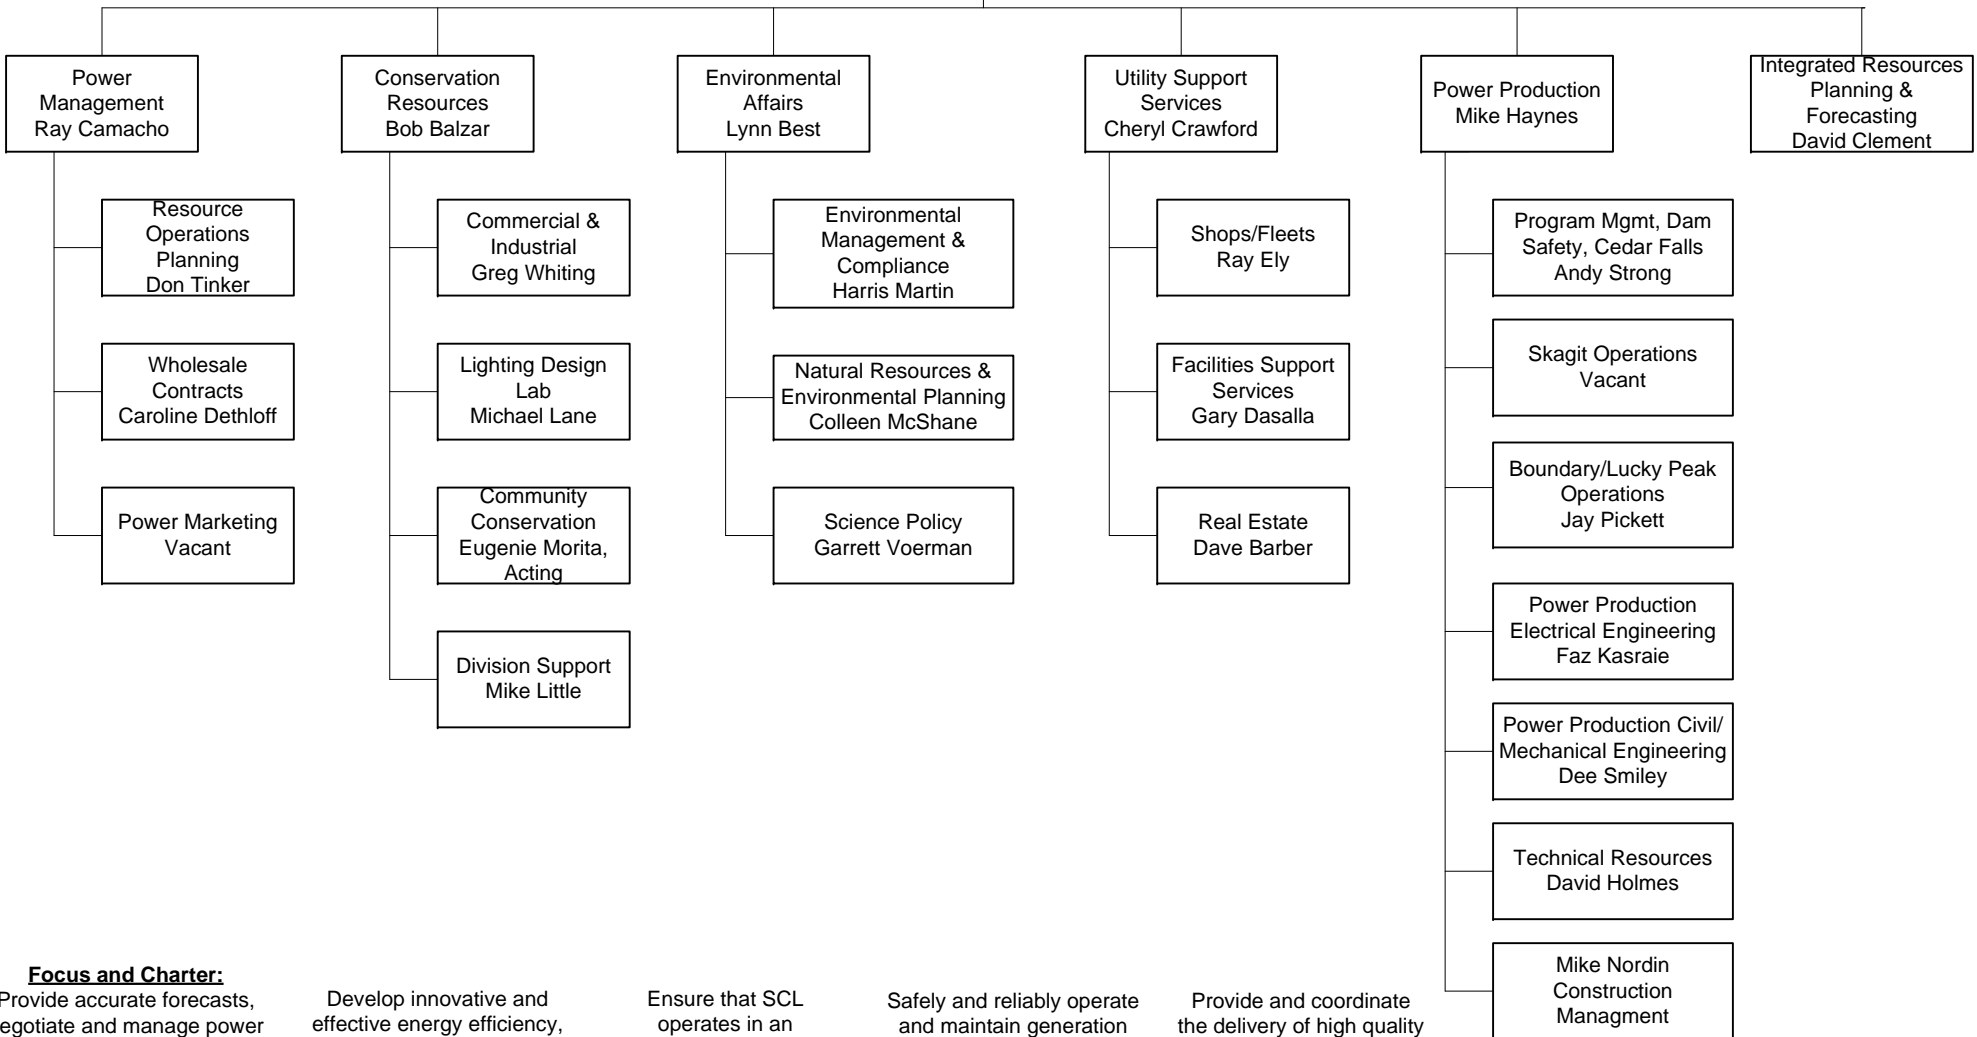 Power
Management
Ray Camacho
Conservation
Resources
Bob Balzar
Environmental
Affairs
Lynn Best
Utility Support
Services
Cheryl Crawford
Power Production
Mike Haynes
Integrated Resources
Planning &
Forecasting
David Clement
Resource
Operations
Planning
Don Tinker
Wholesale
Contracts
Caroline Dethloff
Power Marketing
Vacant
Commercial &
Industrial
Greg Whiting
Lighting Design
Lab
Michael Lane
Community
Conservation
Eugenie Morita,
Acting
Division Support
Mike Little
Environmental
Management &
Compliance
Harris Martin
Natural Resources &
Environmental Planning
Colleen McShane
Science Policy
Garrett Voerman
Shops/Fleets
Ray Ely
Facilities Support
Services
Gary Dasalla
Real Estate
Dave Barber
Program Mgmt, Dam
Safety, Cedar Falls
Andy Strong
Skagit Operations
Vacant
Boundary/Lucky Peak
Operations
Jay Pickett
Power Production
Electrical Engineering
Faz Kasraie
Power Production Civil/
Mechanical Engineering
Dee Smiley
Technical Resources
David Holmes
Mike Nordin
Construction
Managment
Focus and Charter:
Provide accurate forecasts,
egotiate and manage power
Develop innovative and
effective energy efficiency,
Ensure that SCL
operates in an
Safely and reliably operate
and maintain generation
Provide and coordinate
the delivery of high quality